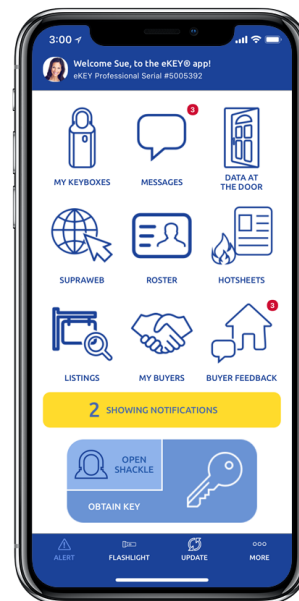 3:00
Welcome Sue, to the eKEY® app!
eKEY Professional Serial #5005392
MY KEYBOXES
3
MESSAGES
DATA AT
THE DOOR
SUPRAWEB
ROSTER
HOTSHEETS
LISTINGS
MY BUYERS
3
BUYER FEEDBACK
2 SHOWING NOTIFICATIONS
OPEN
SHACKLE
OBTAIN KEY
ALERT
FLASHLIGHT
UPDATE
MORE